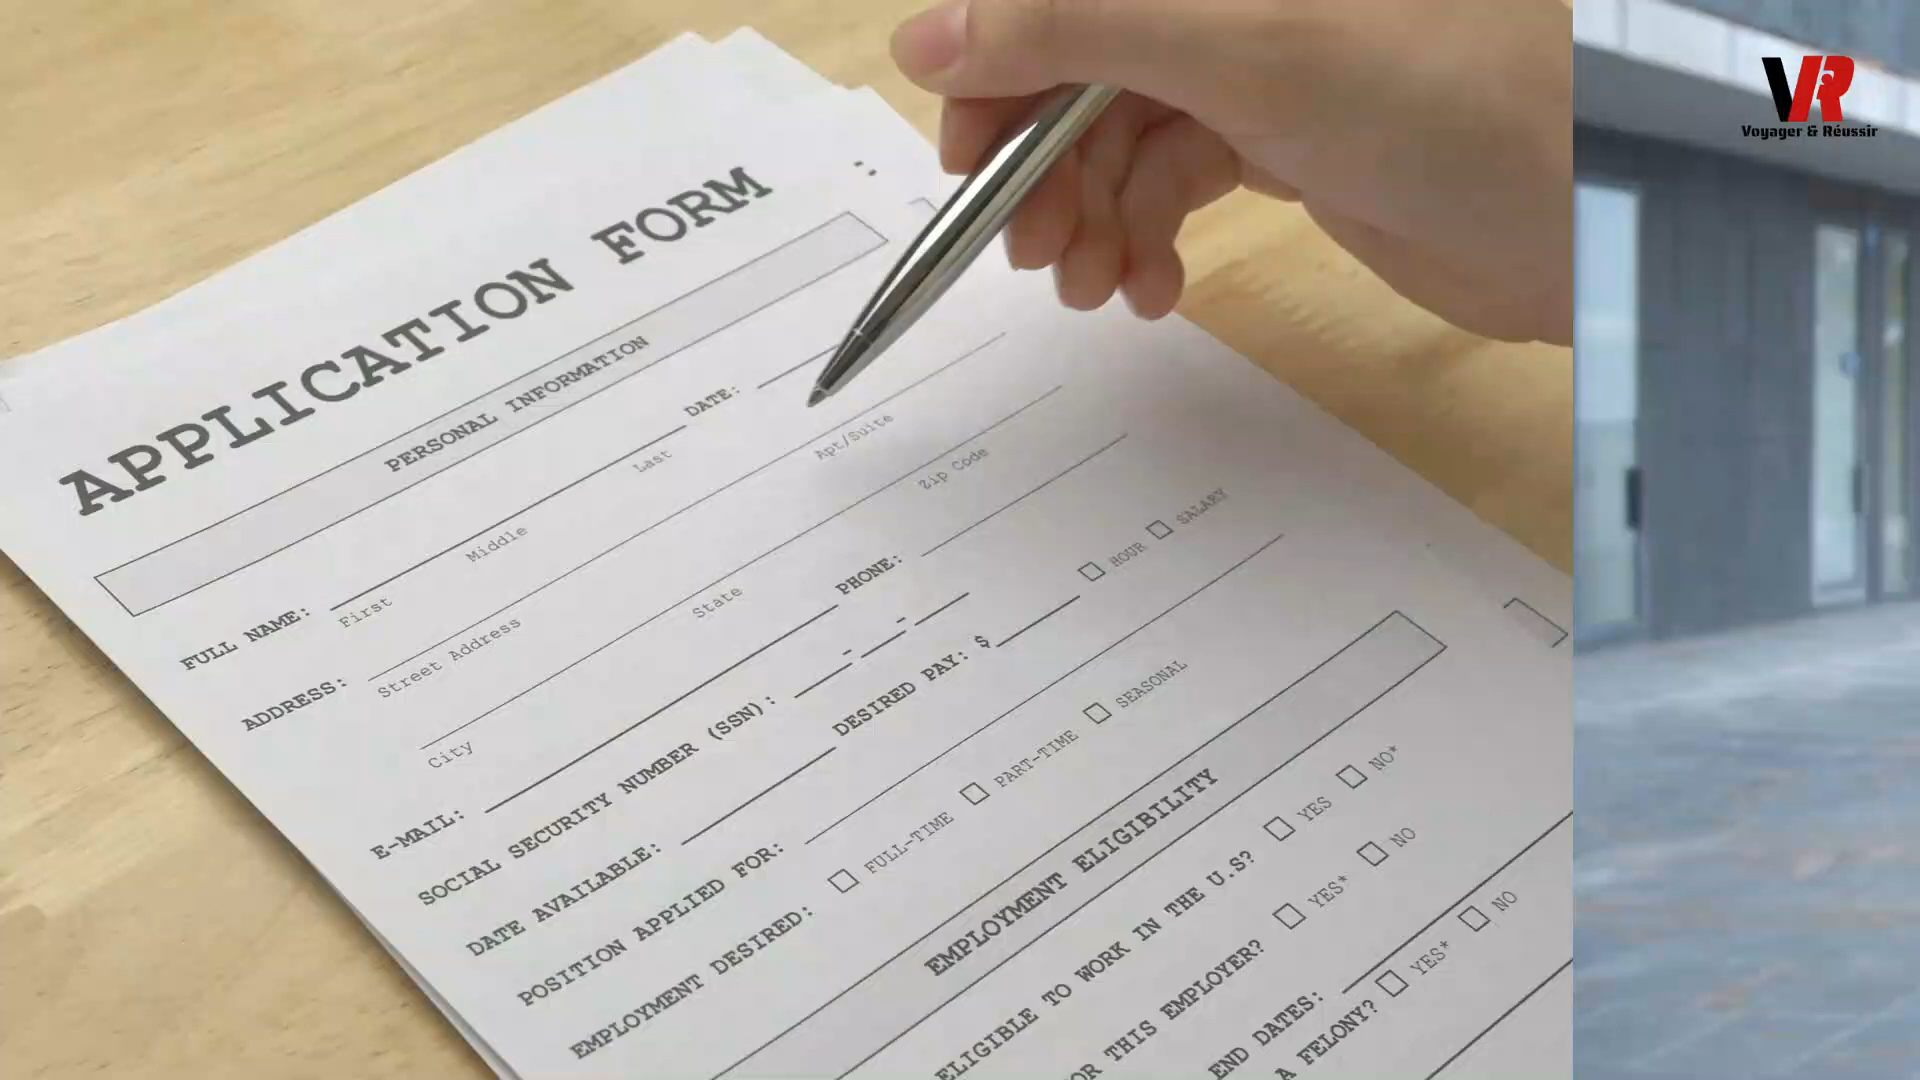 VR
Voyager & Réussir
APPLICATION FORM
PERSONAL INFORMATION
FULL NAME: DATE:
First Middle Last
ADDRESS:
Street Address Apt/Suite
City State Zip Code
E-MAIL: PHONE:
SOCIAL SECURITY NUMBER (SSN): - -
DATE AVAILABLE: DESIRED PAY: $ HOUR SALARY
POSITION APPLIED FOR:
EMPLOYMENT DESIRED: FULL-TIME PART-TIME SEASONAL
EMPLOYMENT ELIGIBILITY
ELIGIBLE TO WORK IN THE U.S? YES NO*
THIS EMPLOYER? YES* NO
END DATES:
A FELONY? YES* NO